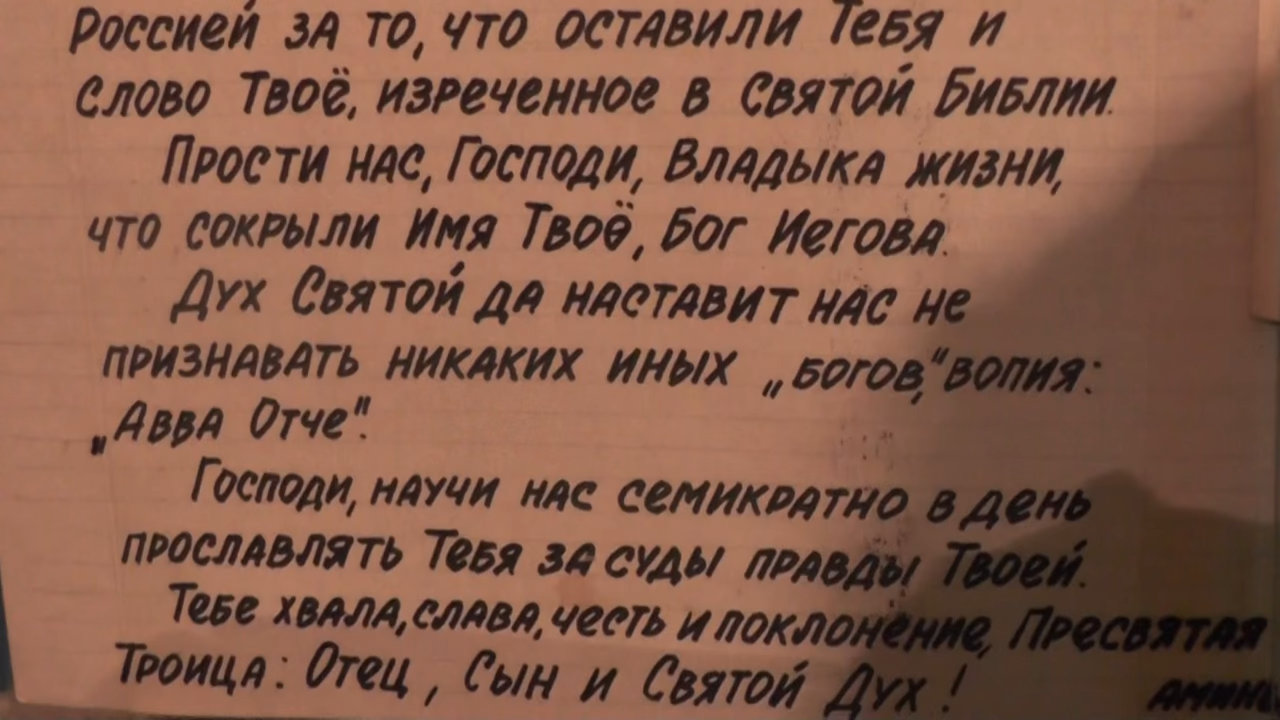 Россией за то, что оставили Тебя и
Слово Твоё, изреченное в Святой Библии.
Прости нас, Господи, Владыка жизни,
что сокрыли Имя Твоё, Бог Иегова.
Дух Святой да наставит нас не
признавать никаких иных „богов,“ вопия:
„Авва Отче".
Господи, научи нас семикратно в день
прославлять Тебя за суды правды Твоей.
Тебе хвала, слава, честь и поклонение, Пресвятая
Троица: Отец, Сын и Святой Дух!
аминь